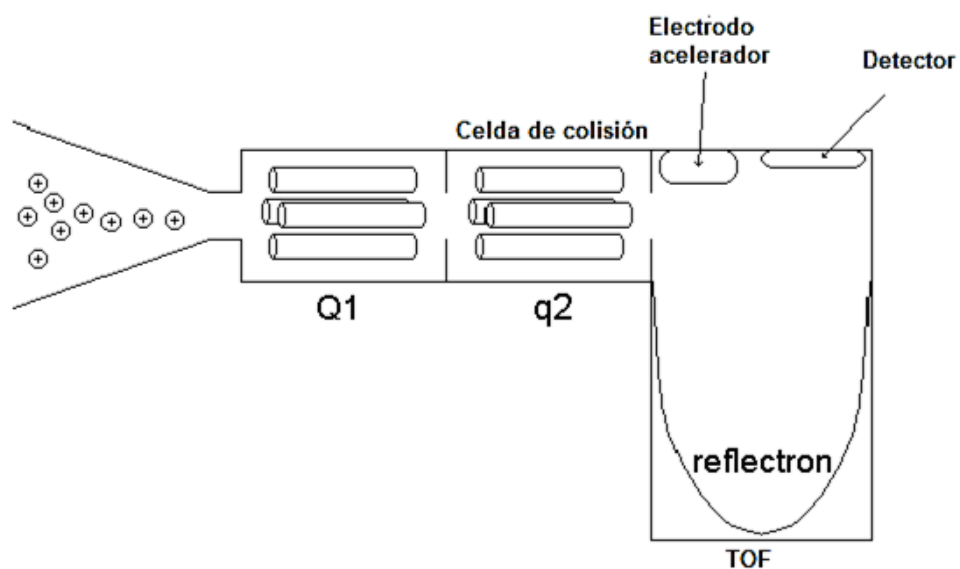 Electrodo
acelerador
Detector
Celda de colisión
Q1
q2
reflectron
TOF